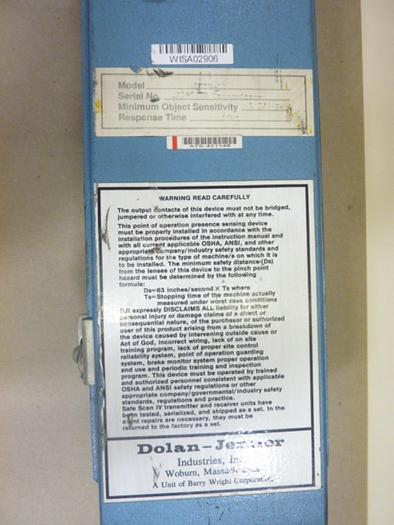 WISA02906
Model
Serial No.
Minimum Object Sensitivity
Response Time
WARNING READ CAREFULLY
The output contacts of this device must not be bridged,
jumpered or otherwise interfered with at any time.
This point of operation presence sensing device
must be properly installed in accordance with the
installation procedures of the instruction manual and
with all current applicable OSHA, ANSI, and other
appropriate company/industry safety standards and
regulations for the type of machine/s on which it is
to be installed. The minimum safety distance (Ds)
from the lenses of this device to the pinch point
hazard must be determined by the following
formula:
Ds=63 inches/second X Ts where
Ts=Stopping time of the machine actually
measured under worst case conditions
DJI expressly DISCLAIMS ALL liability for either
personal injury or damage claims of a direct or
consequential nature, of the purchaser or authorized
user of this product arising from a breakdown of
the device caused by intervening outside cause or
Act of God, incorrect wiring, lack of on site
training program, lack of proper site control
reliability system, point of operation guarding
system, brake monitor system proper operation
and use and periodic training and inspection
program. This device must be operated by trained
and authorized personnel consistent with applicable
OSHA and ANSI safety regulations or other
appropriate company/governmental/industry safety
standards, regulations and practice.
Safe Scan IV transmitter and receiver units have
been tested, serialized, and shipped as a set. In the
event repairs are necessary, they must be
returned to the factory as a set.
Dolan-Jenner
Industries, Inc.
Woburn, Massachusetts
A Unit of Barry Wright Corporation